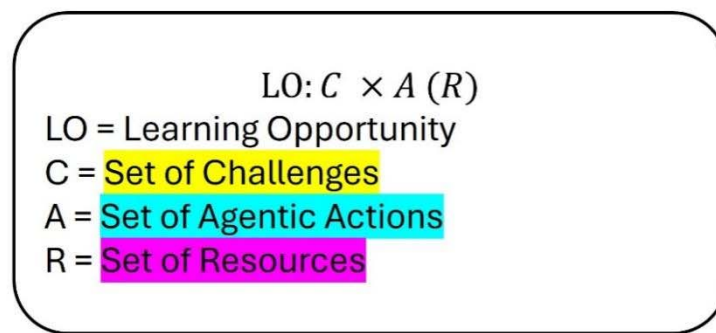 LO: C × A (R)
LO = Learning Opportunity
C = Set of Challenges
A = Set of Agentic Actions
R = Set of Resources